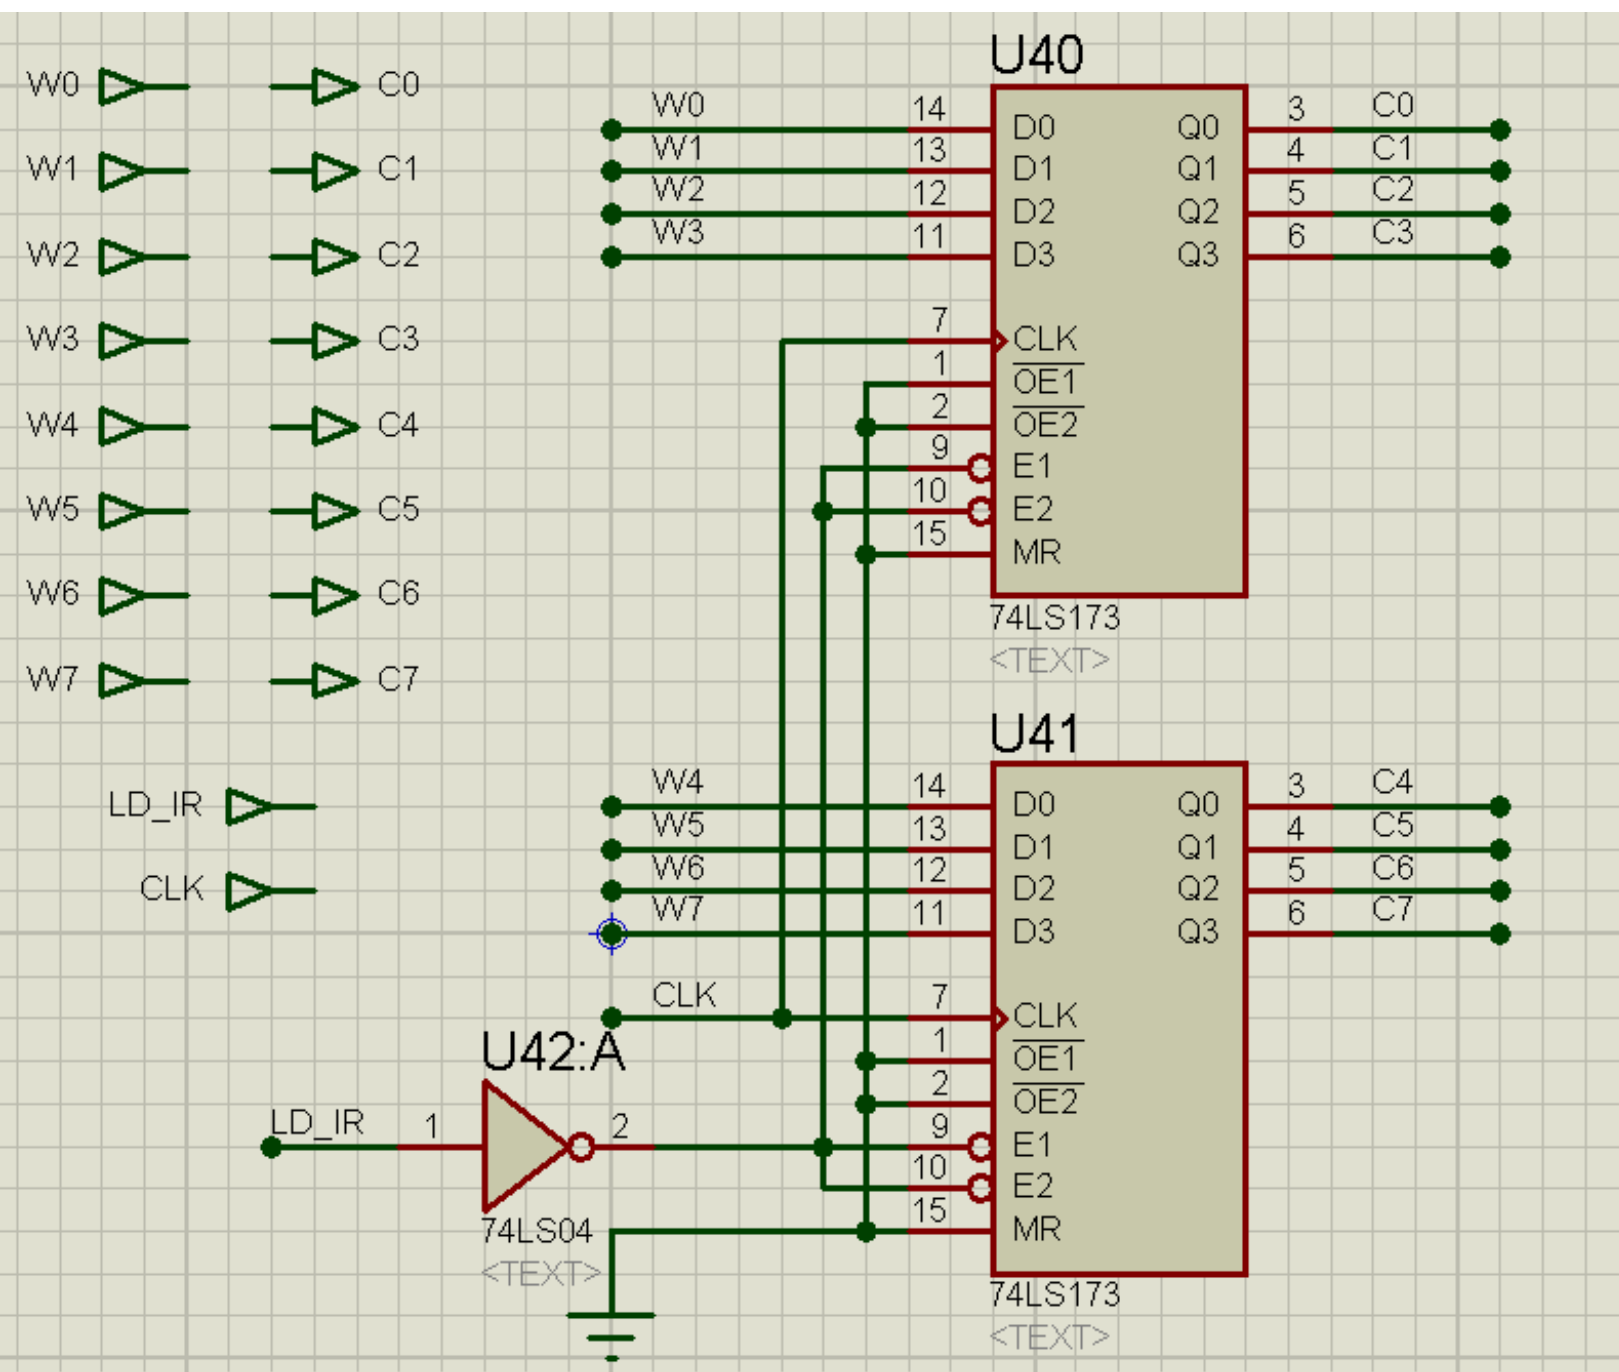 W0 C0
W1 C1
W2 C2
W3 C3
W4 C4
W5 C5
W6 C6
W7 C7
LD_IR
CLK
U40
W0 14 D0 Q0 3 C0
W1 13 D1 Q1 4 C1
W2 12 D2 Q2 5 C2
W3 11 D3 Q3 6 C3
7 CLK
1 OE1
2 OE2
9 E1
10 E2
15 MR
74LS173
<TEXT>
U41
W4 14 D0 Q0 3 C4
W5 13 D1 Q1 4 C5
W6 12 D2 Q2 5 C6
W7 11 D3 Q3 6 C7
CLK 7 CLK
1 OE1
2 OE2
9 E1
10 E2
15 MR
74LS173
<TEXT>
U42:A
LD_IR 1 2
74LS04
<TEXT>